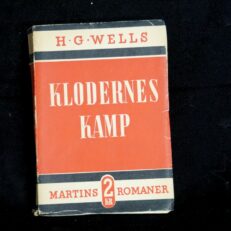 H·G·WELLS
KLODERNES
KAMP
MARTINS 2 KR ROMANER